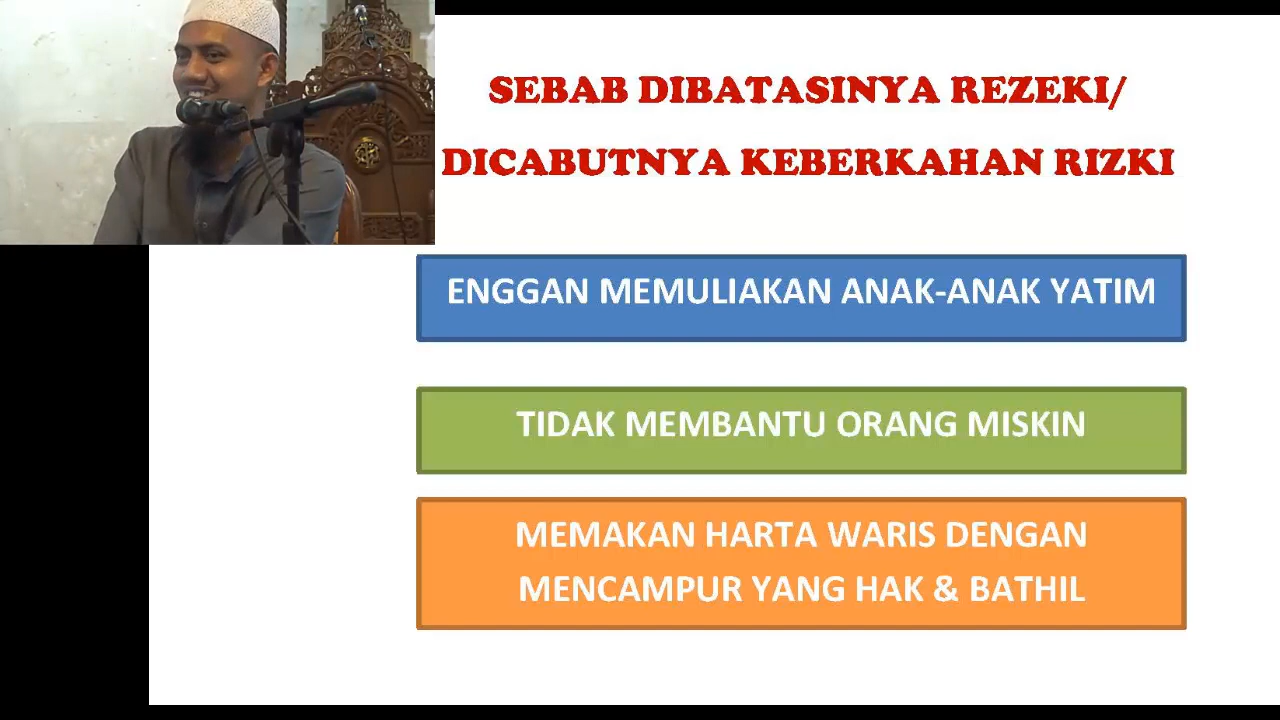 SEBAB DIBATASINYA REZEKI/
DICABUTNYA KEBERKAHAN RIZKI
ENGGAN MEMULIAKAN ANAK-ANAK YATIM
TIDAK MEMBANTU ORANG MISKIN
MEMAKAN HARTA WARIS DENGAN
MENCAMPUR YANG HAK & BATHIL